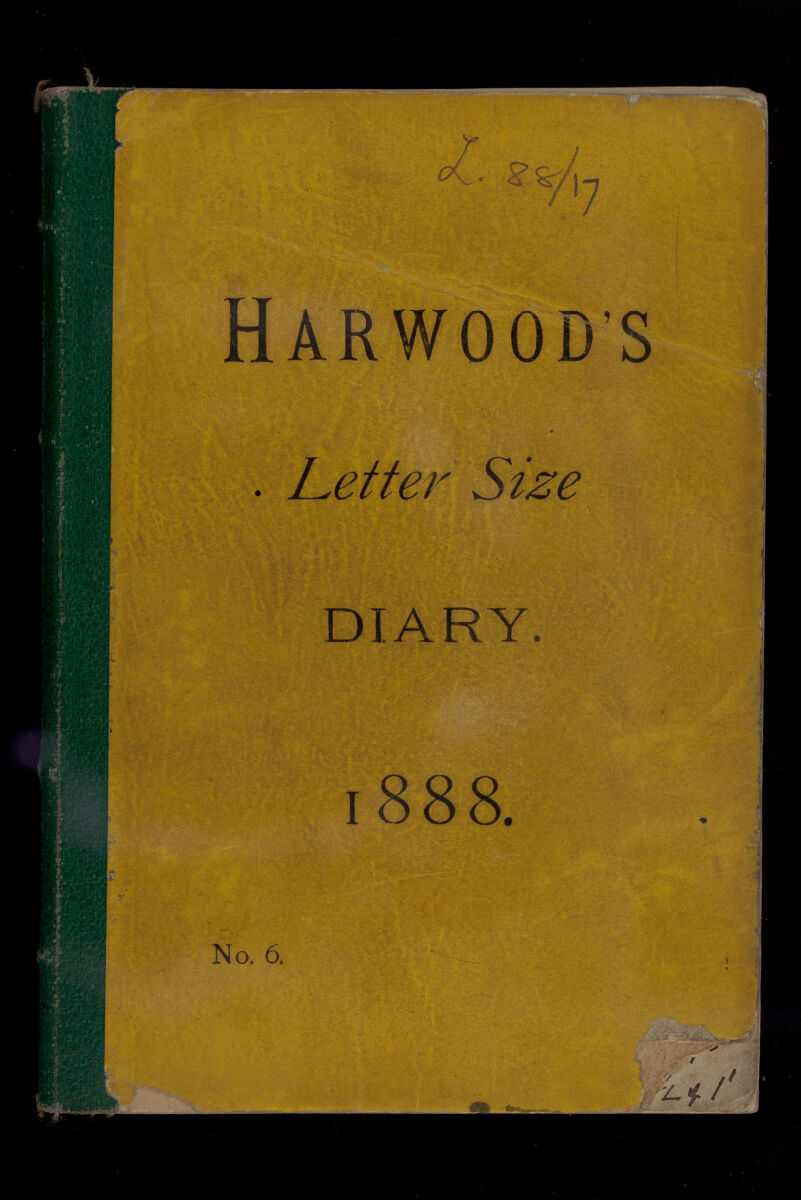 L. 88/17
HARWOOD'S
Letter Size
DIARY.
1888.
No. 6.